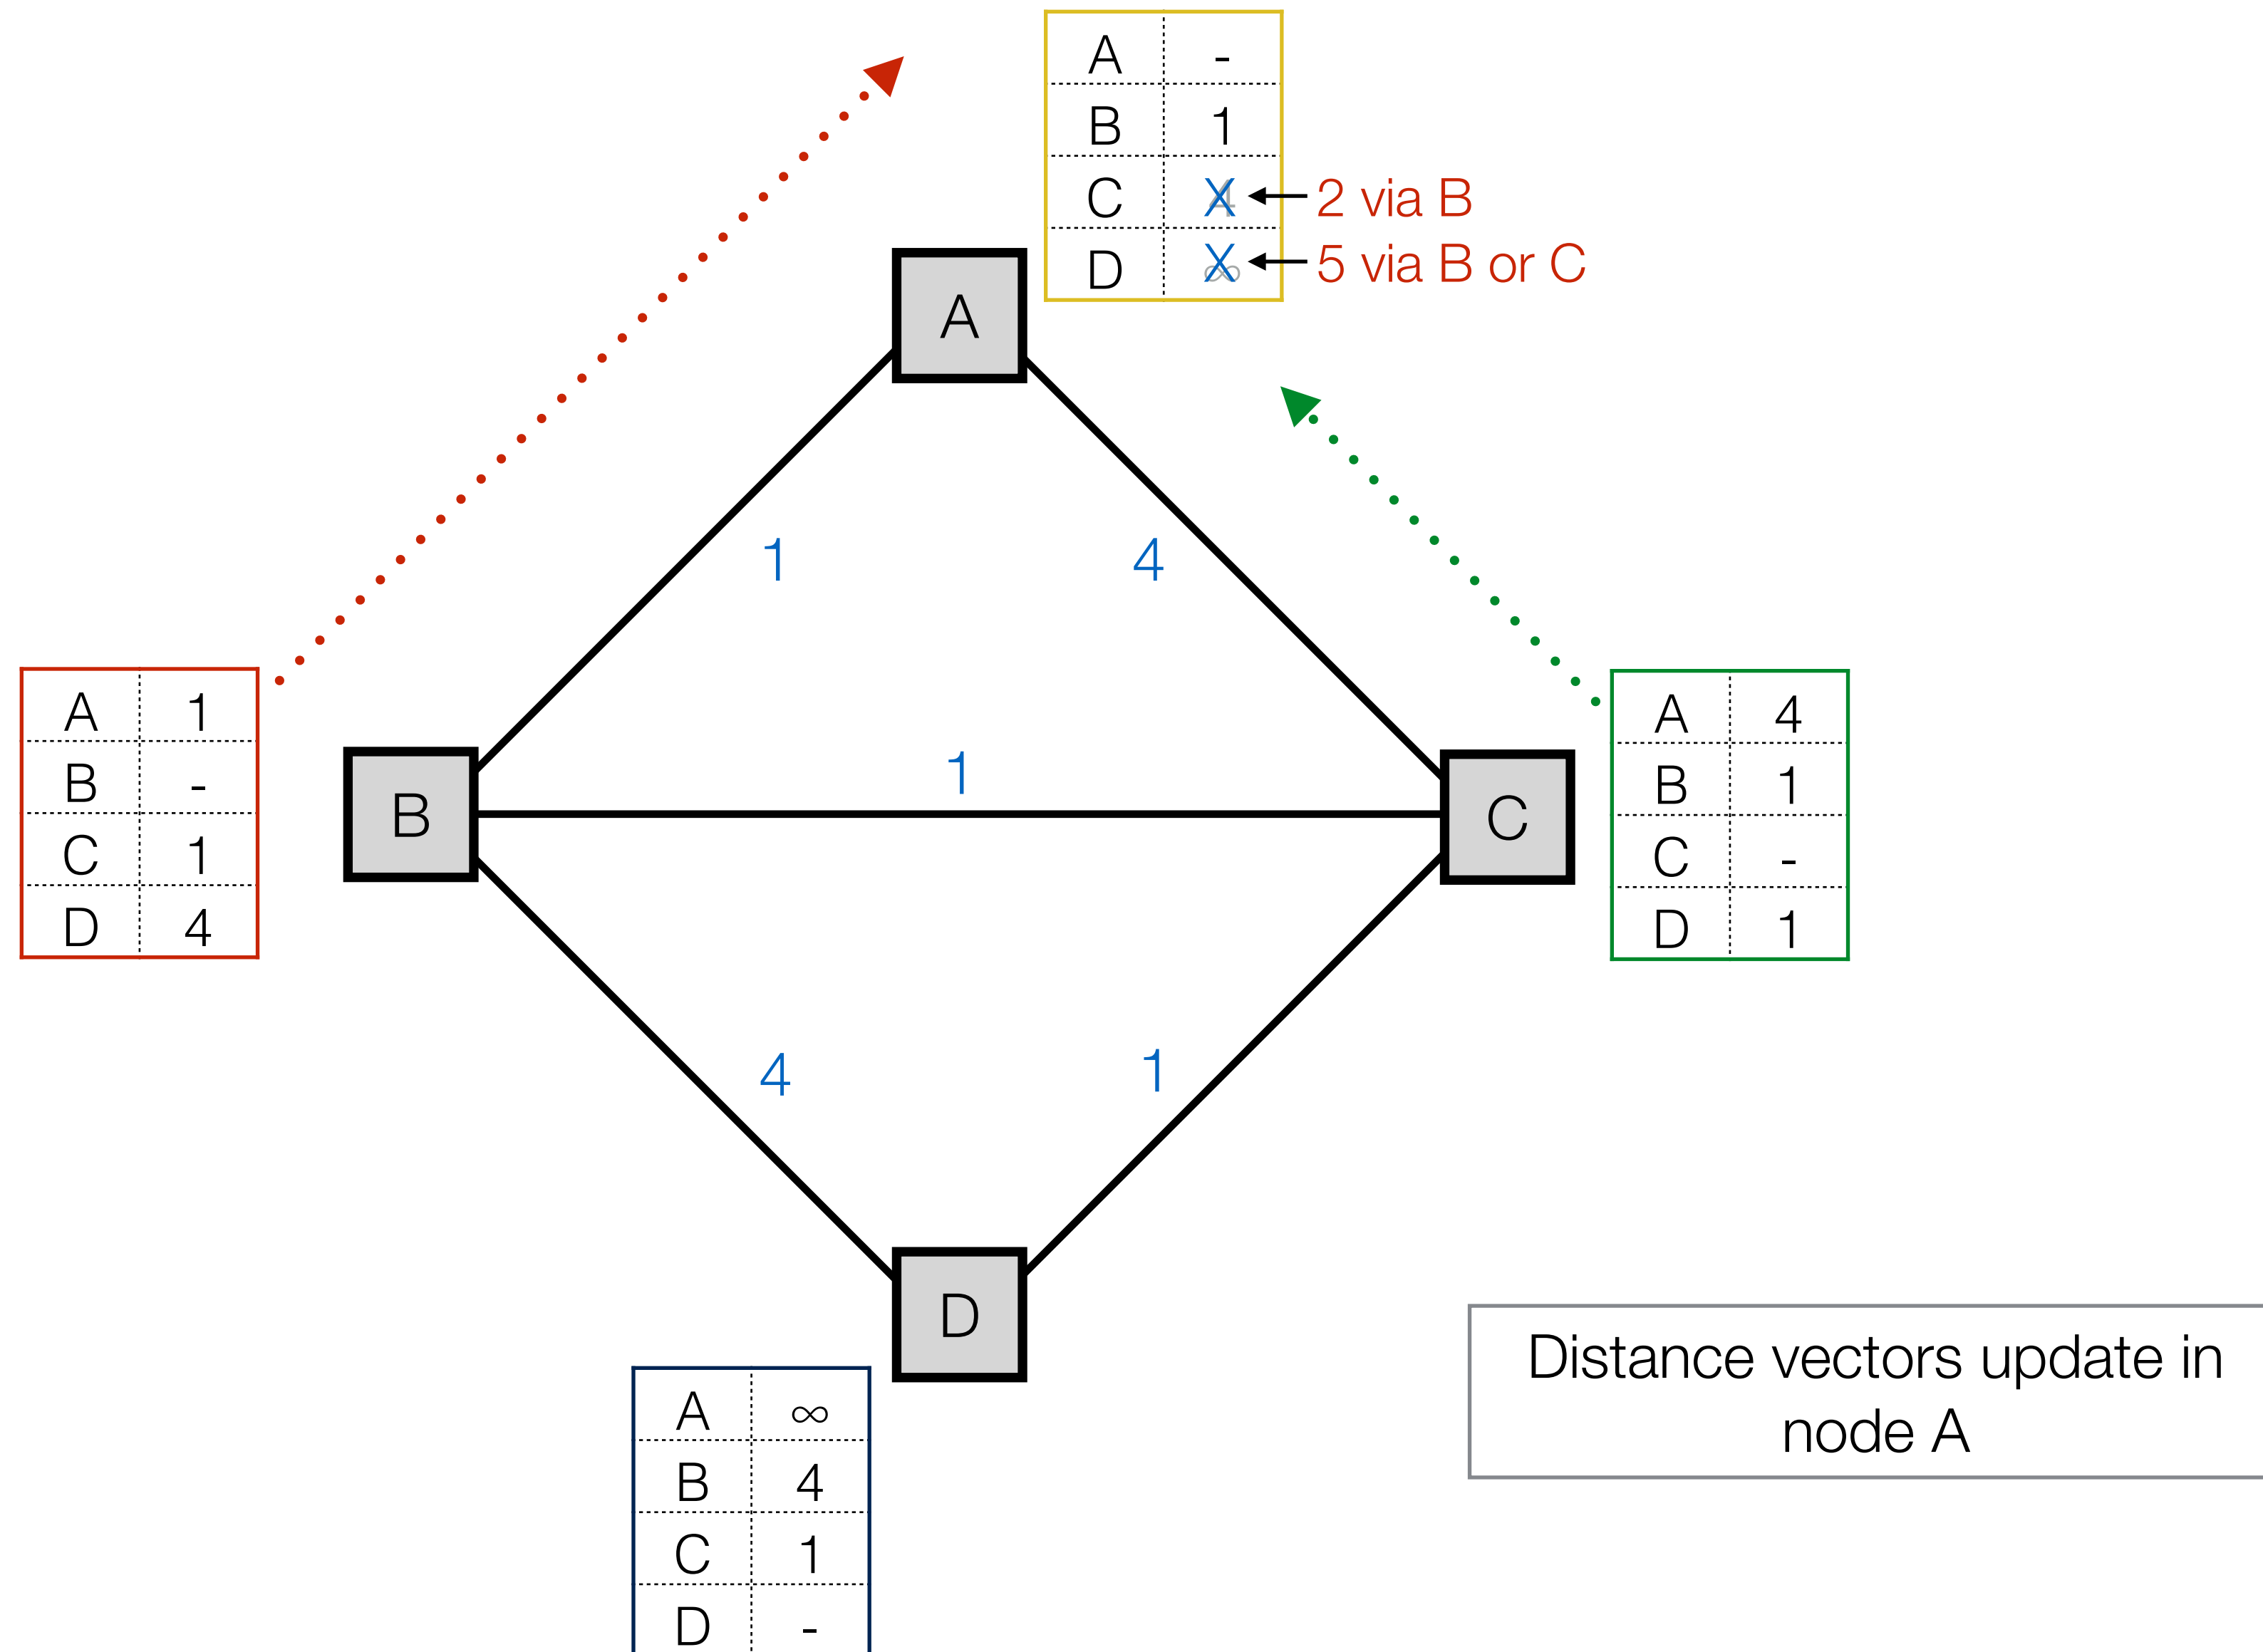 A -
B 1
C 4 X 2 via B
D ∞ X 5 via B or C
A
1
4
A 1
B -
C 1
D 4
B
1
C
A 4
B 1
C -
D 1
4
1
D
A ∞
B 4
C 1
D -
Distance vectors update in
node A